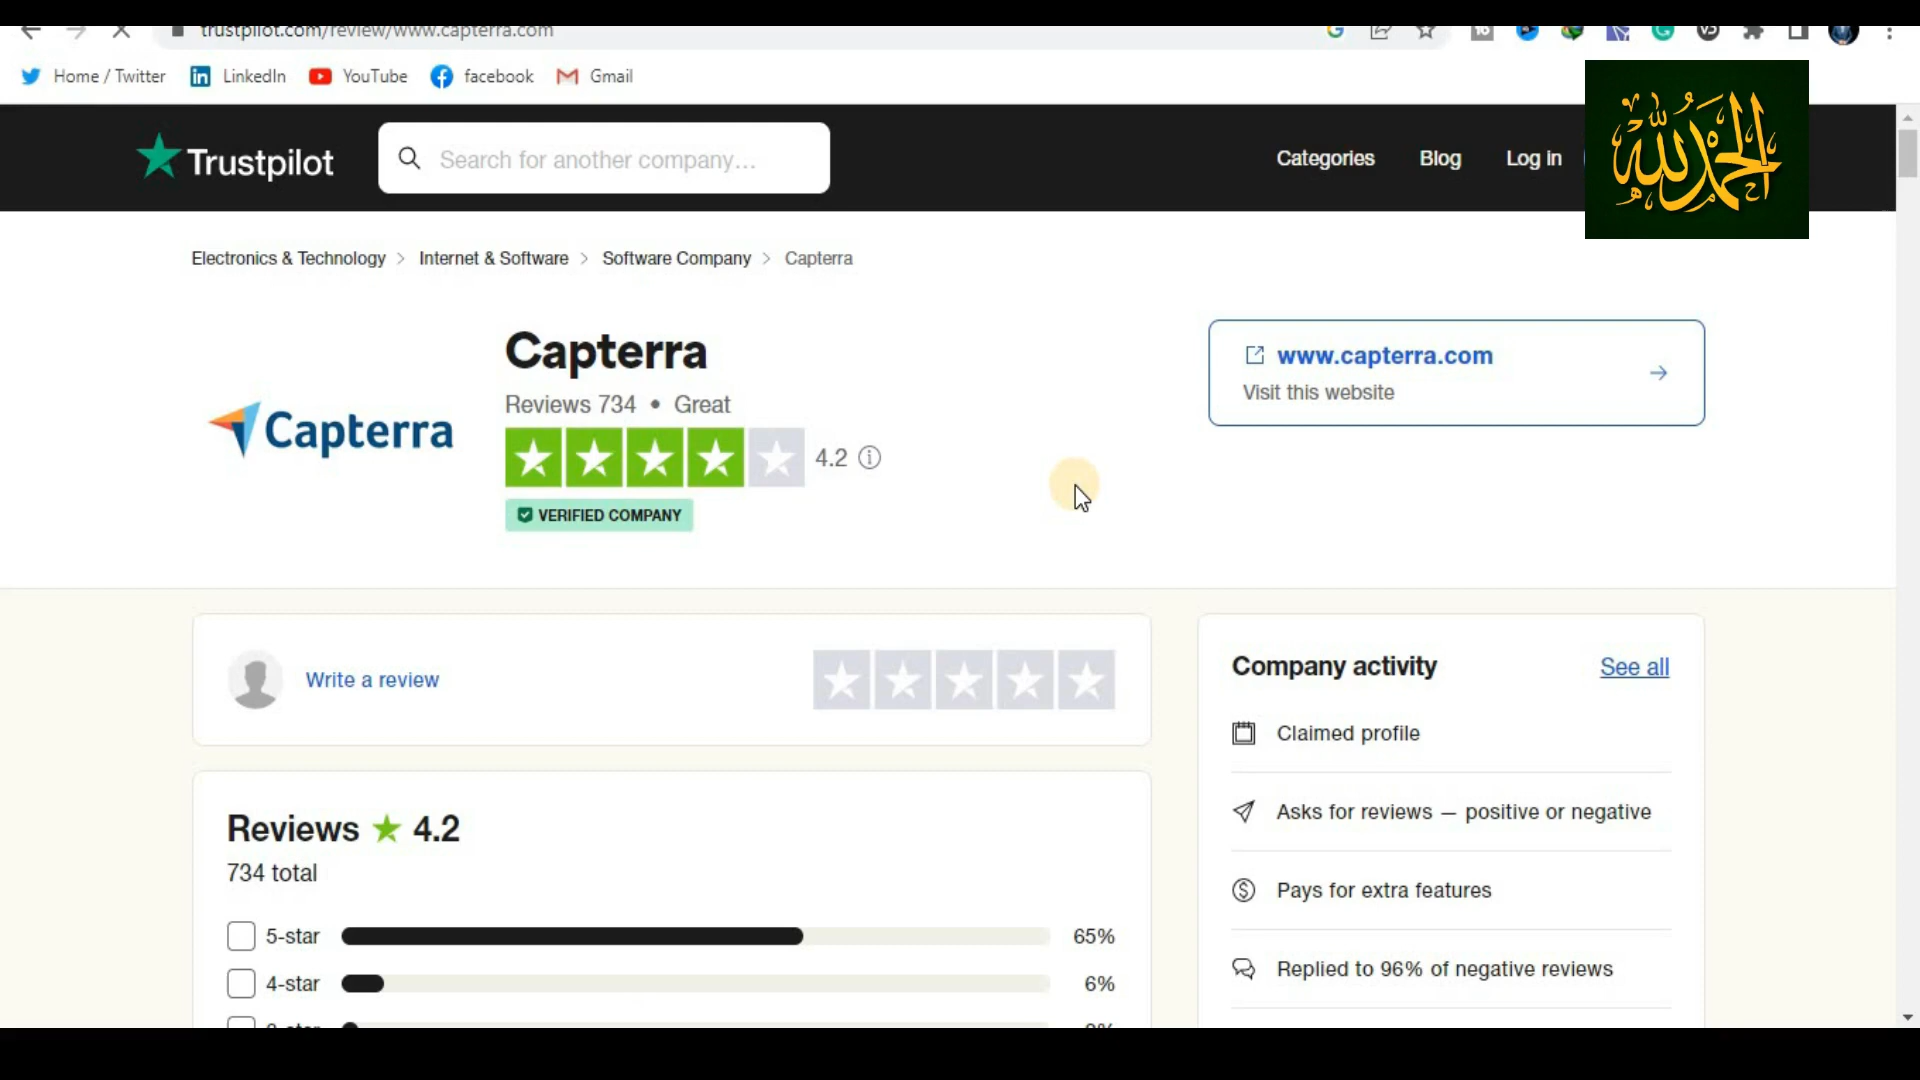 trustpilot.com/review/www.capterra.com
Home / Twitter
LinkedIn
YouTube
facebook
Gmail
الحمد لله
Trustpilot
Search for another company...
Categories
Blog
Log in
Electronics & Technology > Internet & Software > Software Company > Capterra
Capterra
Capterra
Reviews 734 • Great
4.2
VERIFIED COMPANY
www.capterra.com
Visit this website
Write a review
Reviews ★ 4.2
734 total
5-star 65%
4-star 6%
Company activity
See all
Claimed profile
Asks for reviews — positive or negative
Pays for extra features
Replied to 96% of negative reviews